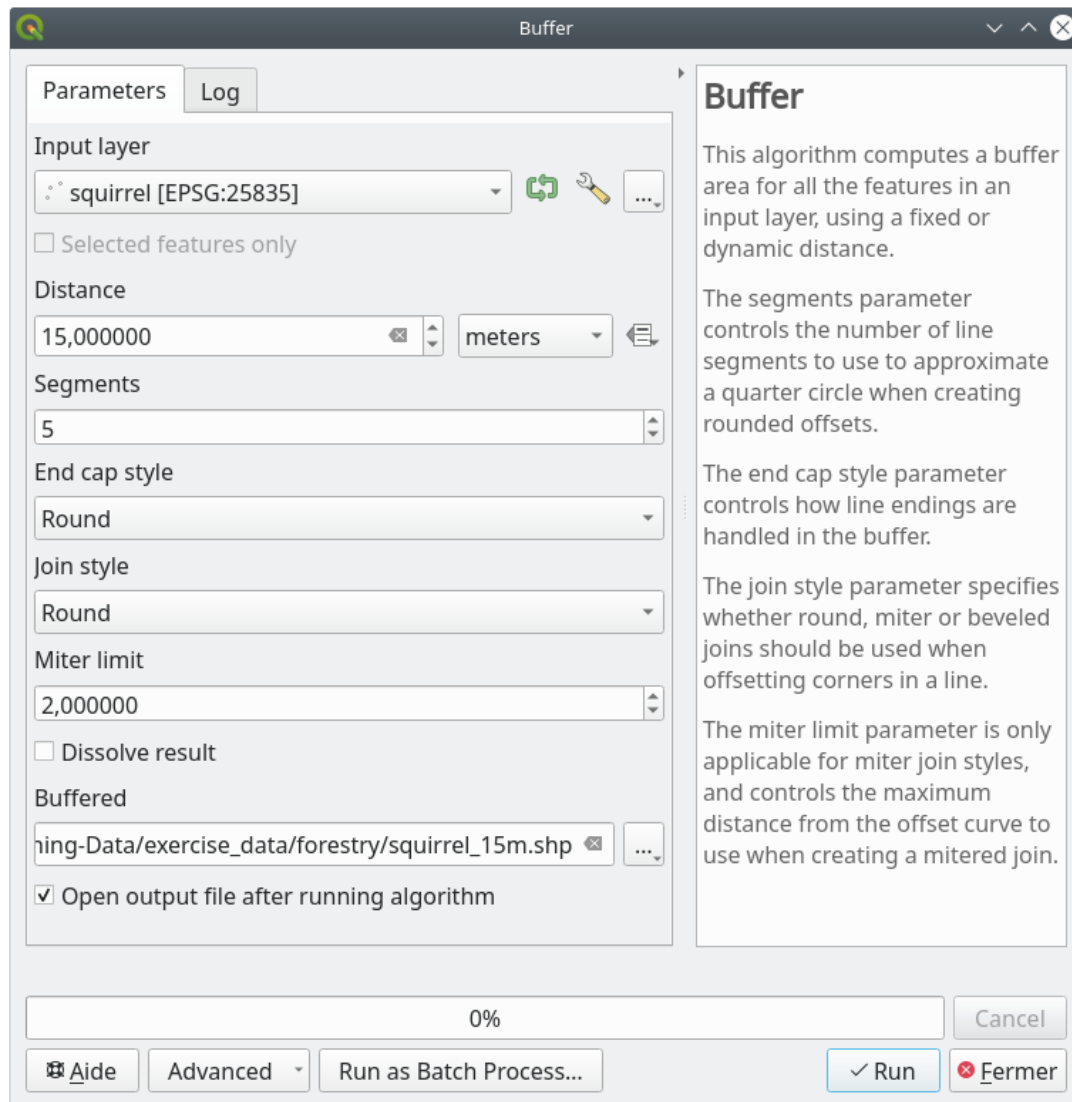 Buffer
Parameters
Log
Input layer
squirrel [EPSG:25835]
...
Selected features only
Distance
15,000000
meters
Segments
5
End cap style
Round
Join style
Round
Miter limit
2,000000
Dissolve result
Buffered
ning-Data/exercise_data/forestry/squirrel_15m.shp
...
Open output file after running algorithm
Buffer
This algorithm computes a buffer
area for all the features in an
input layer, using a fixed or
dynamic distance.
The segments parameter
controls the number of line
segments to use to approximate
a quarter circle when creating
rounded offsets.
The end cap style parameter
controls how line endings are
handled in the buffer.
The join style parameter specifies
whether round, miter or beveled
joins should be used when
offsetting corners in a line.
The miter limit parameter is only
applicable for miter join styles,
and controls the maximum
distance from the offset curve to
use when creating a mitered join.
0%
Cancel
Aide
Advanced
Run as Batch Process...
Run
Fermer